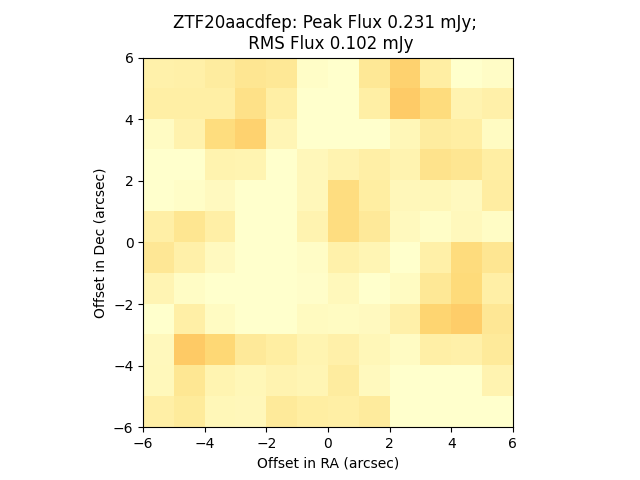 ZTF20aacdfep: Peak Flux 0.231 mJy;
RMS Flux 0.102 mJy
6
4
2
0
−2
−4
−6
Offset in Dec (arcsec)
−6 −4 −2 0 2 4 6
Offset in RA (arcsec)